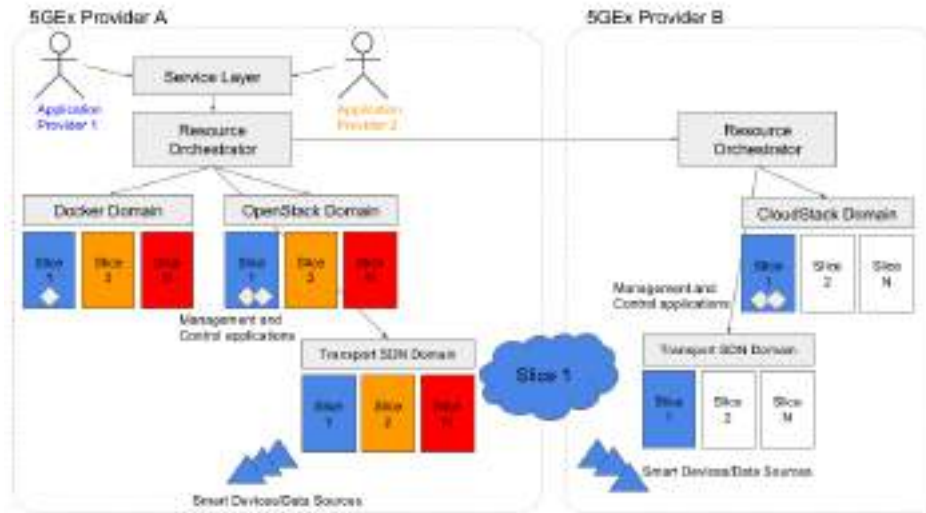 5GEx Provider A
5GEx Provider B
Service Layer
Application
Provider 1
Application
Provider 2
Resource
Orchestrator
Resource
Orchestrator
Docker Domain
OpenStack Domain
CloudStack Domain
Slice
1
Slice
2
Slice
N
Slice
1
Slice
2
Slice
N
Slice
1
Slice
2
Slice
N
Management and
Control applications
Management and
Control applications
Transport SDN Domain
Slice 1
Transport SDN Domain
Slice
1
Slice
2
Slice
N
Slice
1
Slice
2
Slice
N
Smart Devices/Data Sources
Smart Devices/Data Sources